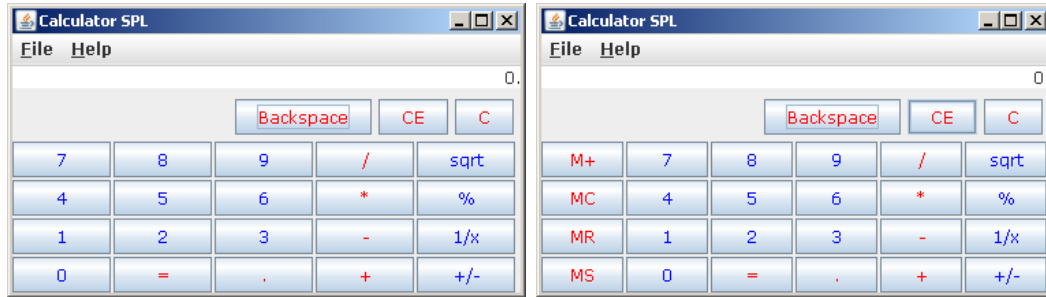 Calculator SPL
File Help
0.
Backspace CE C
7 8 9 / sqrt
4 5 6 * %
1 2 3 - 1/x
0 = . + +/-
Calculator SPL
File Help
0
Backspace CE C
M+ 7 8 9 / sqrt
MC 4 5 6 * %
MR 1 2 3 - 1/x
MS 0 = . + +/-